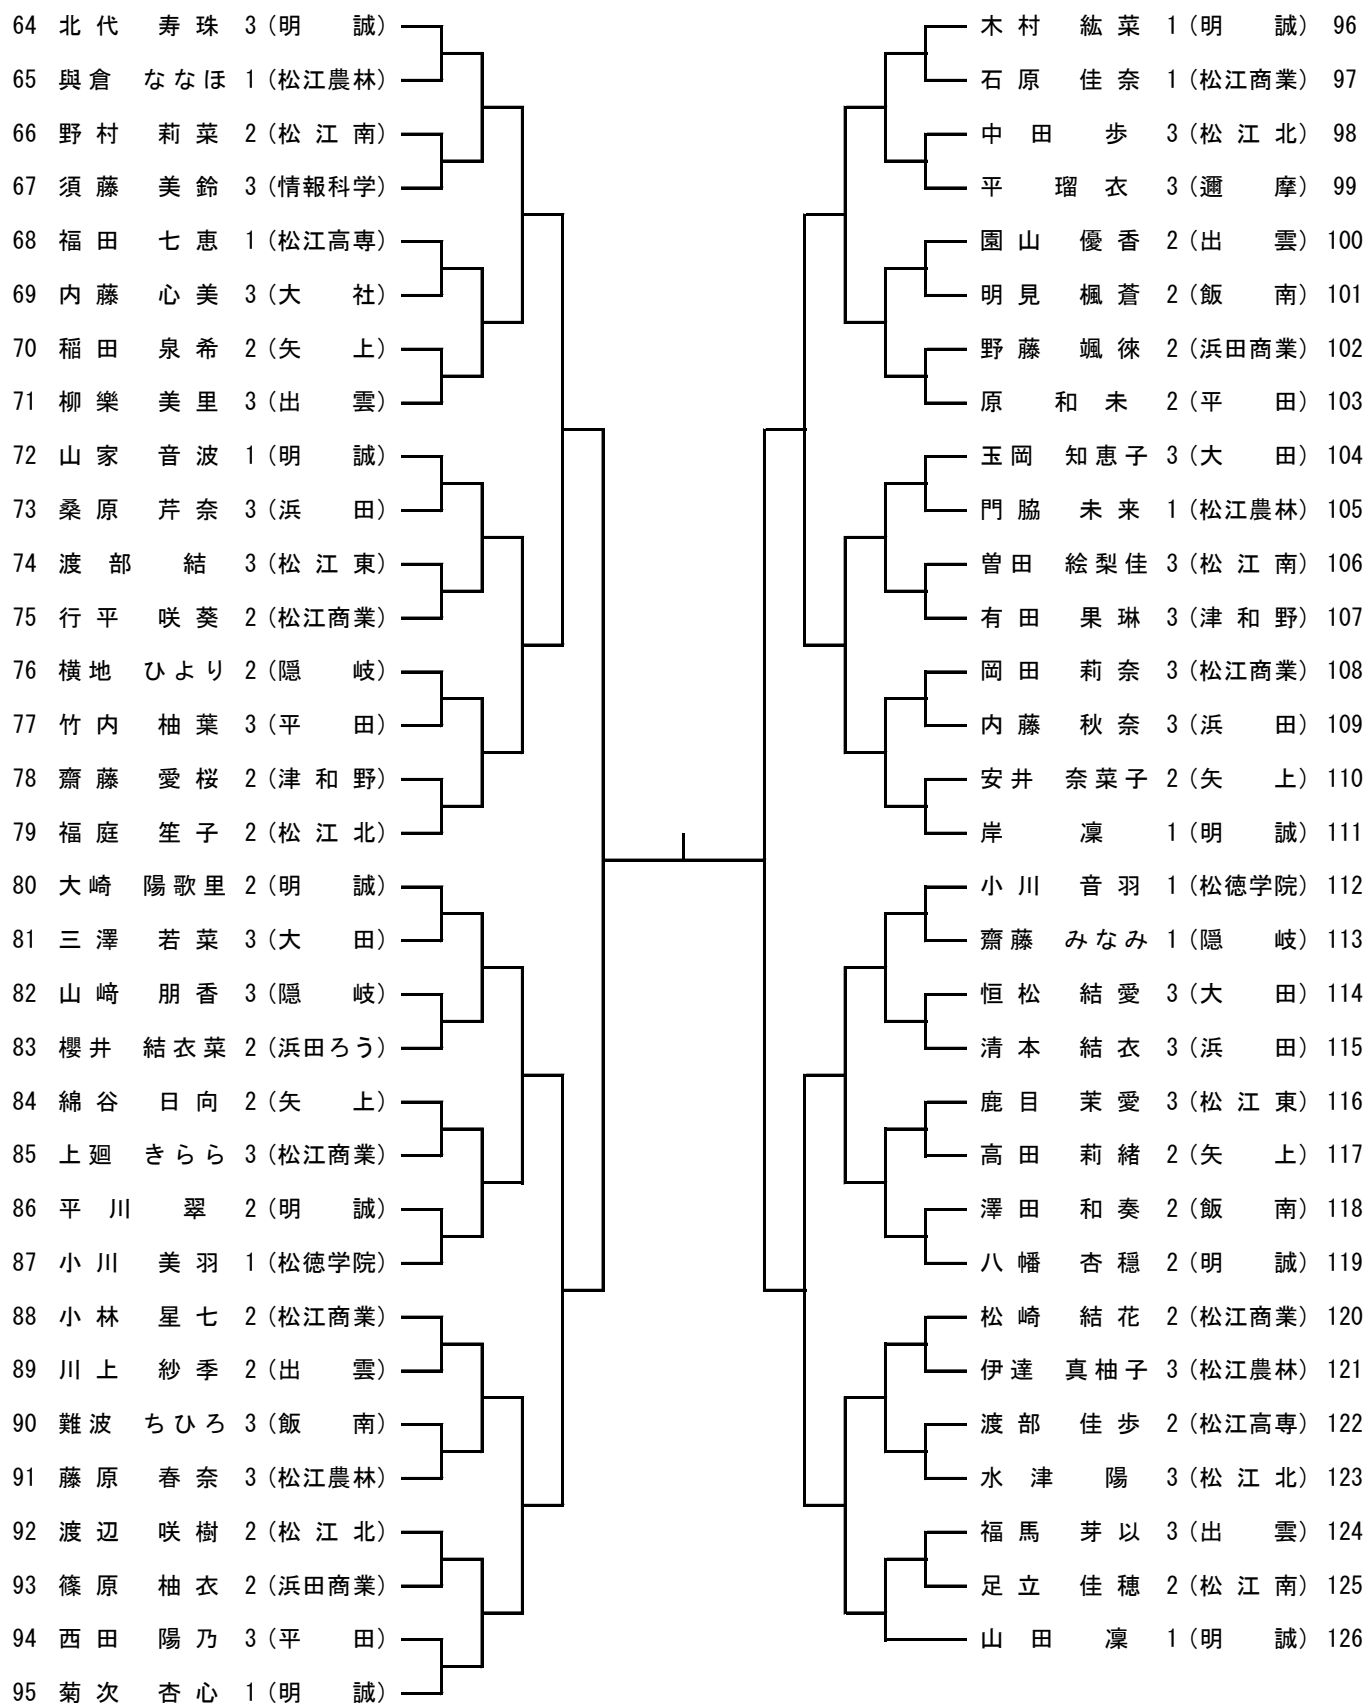 64 北代 寿珠 3 (明 誠)
65 與倉 ななほ 1 (松江農林)
66 野村 莉菜 2 (松江南)
67 須藤 美鈴 3 (情報科学)
68 福田 七恵 1 (松江高専)
69 内藤 心美 3 (大 社)
70 稲田 泉希 2 (矢 上)
71 柳樂 美里 3 (出 雲)
72 山家 音波 1 (明 誠)
73 桑原 芹奈 3 (浜 田)
74 渡部 結 3 (松江東)
75 行平 咲葵 2 (松江商業)
76 横地 ひより 2 (隠 岐)
77 竹内 柚葉 3 (平 田)
78 齋藤 愛桜 2 (津和野)
79 福庭 笙子 2 (松江北)
80 大崎 陽歌里 2 (明 誠)
81 三澤 若菜 3 (大 田)
82 山﨑 朋香 3 (隠 岐)
83 櫻井 結衣菜 2 (浜田ろう)
84 綿谷 日向 2 (矢 上)
85 上廻 きらら 3 (松江商業)
86 平川 翠 2 (明 誠)
87 小川 美羽 1 (松徳学院)
88 小林 星七 2 (松江商業)
89 川上 紗季 2 (出 雲)
90 難波 ちひろ 3 (飯 南)
91 藤原 春奈 3 (松江農林)
92 渡辺 咲樹 2 (松江北)
93 篠原 柚衣 2 (浜田商業)
94 西田 陽乃 3 (平 田)
95 菊次 杏心 1 (明 誠)
木村 紘菜 1 (明 誠) 96
石原 佳奈 1 (松江商業) 97
中田 歩 3 (松江北) 98
平 瑠衣 3 (邇 摩) 99
園山 優香 2 (出 雲) 100
明見 楓蒼 2 (飯 南) 101
野藤 颯徠 2 (浜田商業) 102
原 和未 2 (平 田) 103
玉岡 知恵子 3 (大 田) 104
門脇 未来 1 (松江農林) 105
曽田 絵梨佳 3 (松江南) 106
有田 果琳 3 (津和野) 107
岡田 莉奈 3 (松江商業) 108
内藤 秋奈 3 (浜 田) 109
安井 奈菜子 2 (矢 上) 110
岸 凜 1 (明 誠) 111
小川 音羽 1 (松徳学院) 112
齋藤 みなみ 1 (隠 岐) 113
恒松 結愛 3 (大 田) 114
清本 結衣 3 (浜 田) 115
鹿目 茉愛 3 (松江東) 116
高田 莉緒 2 (矢 上) 117
澤田 和奏 2 (飯 南) 118
八幡 杏穏 2 (明 誠) 119
松崎 結花 2 (松江商業) 120
伊達 真柚子 3 (松江農林) 121
渡部 佳歩 2 (松江高専) 122
水津 陽 3 (松江北) 123
福馬 芽以 3 (出 雲) 124
足立 佳穂 2 (松江南) 125
山田 凜 1 (明 誠) 126